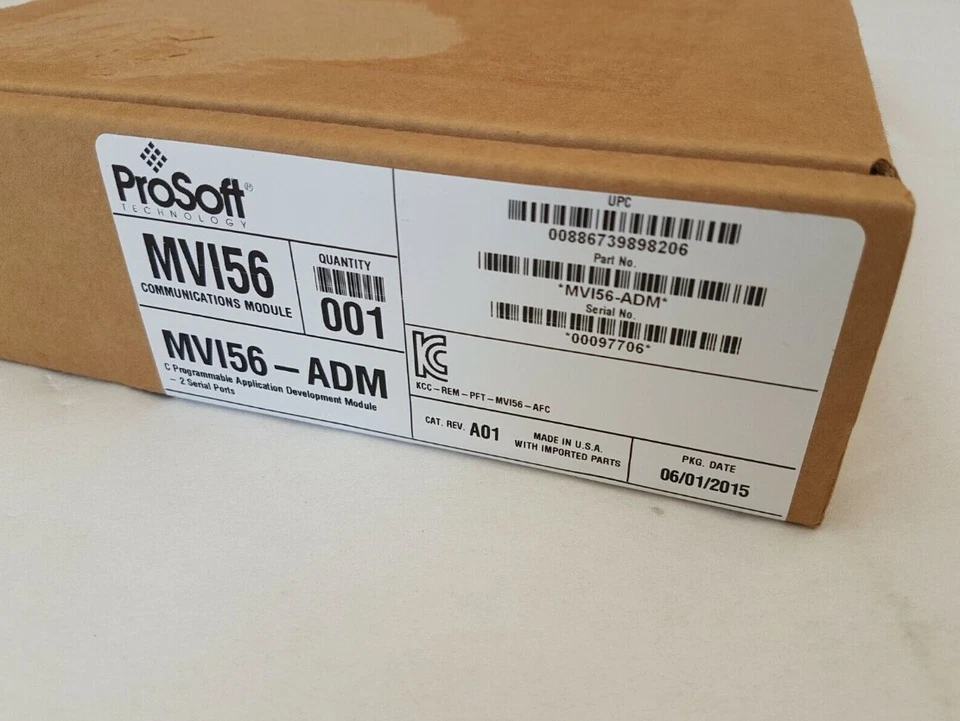 ProSoft®
TECHNOLOGY
MVI56
COMMUNICATIONS MODULE
QUANTITY
001
MVI56-ADM
C Programmable Application Development Module
- 2 Serial Ports
UPC
00886739898206
Part No.
*MVI56-ADM*
Serial No.
*00097706*
KC
KCC-REM-PFT-MVI56-AFC
CAT. REV. A01
MADE IN U.S.A.
WITH IMPORTED PARTS
PKG. DATE
06/01/2015